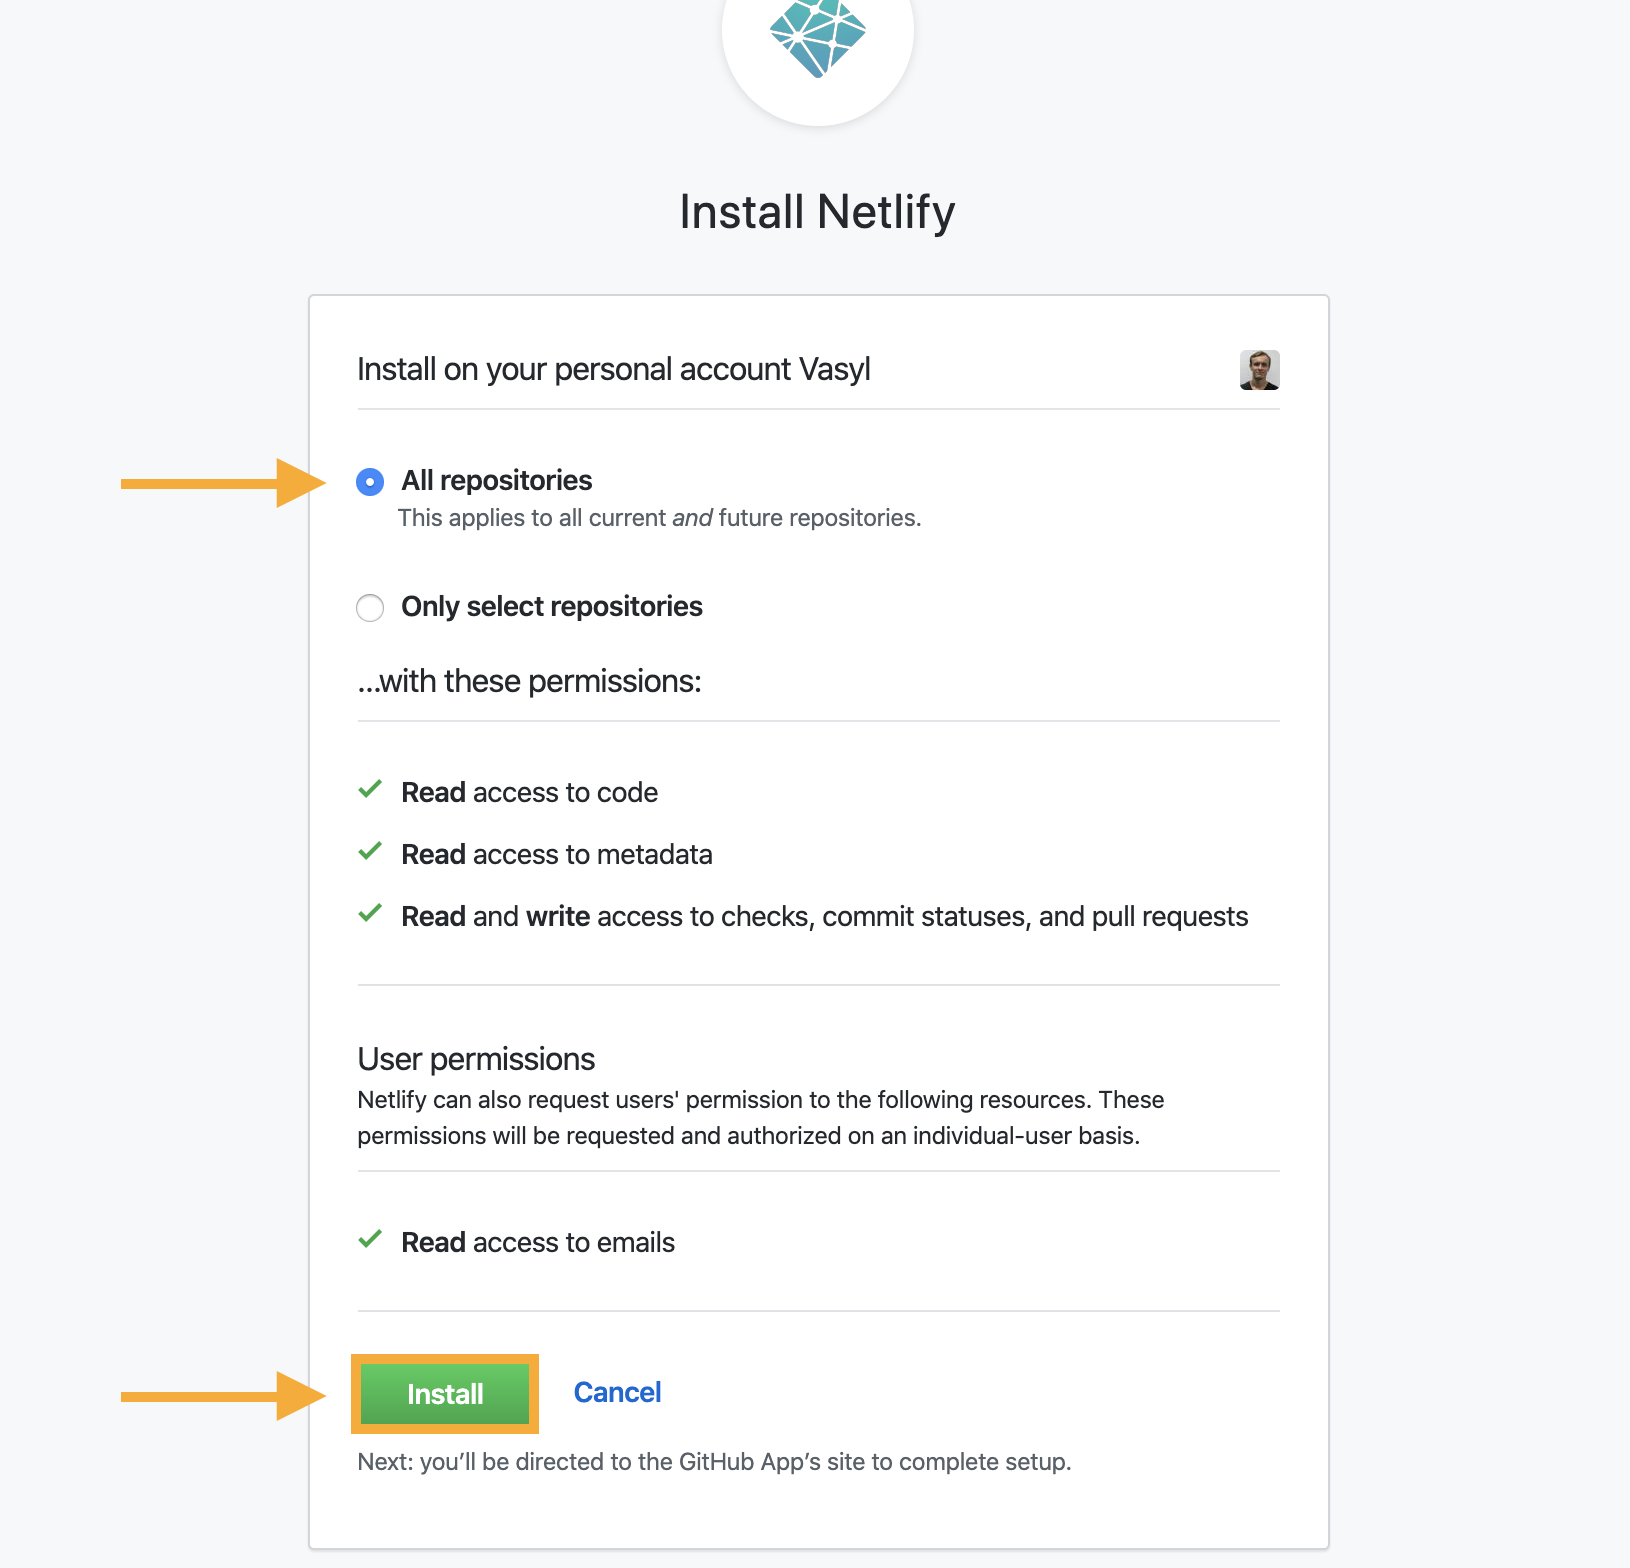 Install Netlify
Install on your personal account Vasyl
All repositories
This applies to all current and future repositories.
Only select repositories
...with these permissions:
Read access to code
Read access to metadata
Read and write access to checks, commit statuses, and pull requests
User permissions
Netlify can also request users' permission to the following resources. These
permissions will be requested and authorized on an individual-user basis.
Read access to emails
Install Cancel
Next: you’ll be directed to the GitHub App’s site to complete setup.